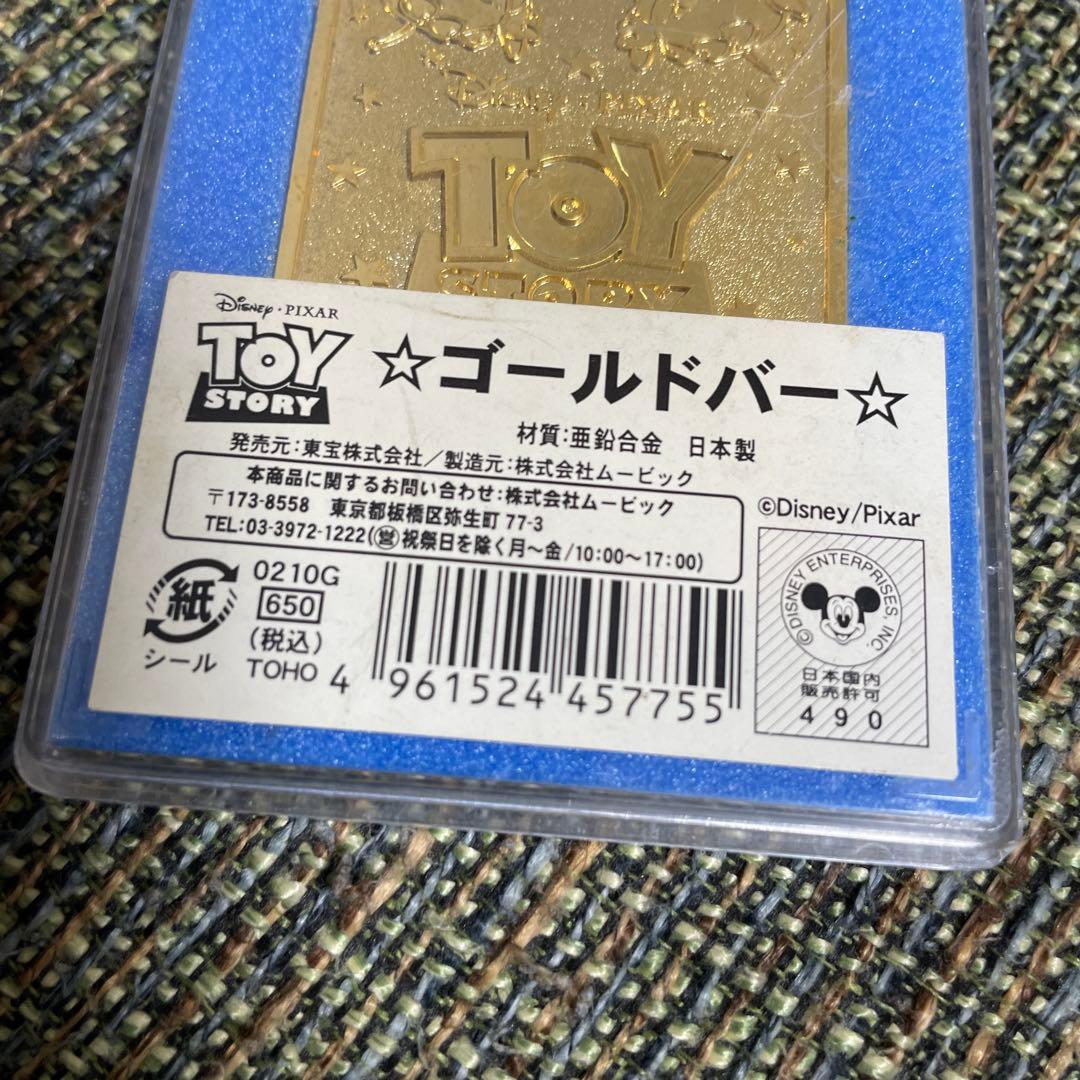 Disney · PIXAR
TOY
STORY
Disney · PIXAR
TOY
STORY
☆ゴールドバー☆
材質:亜鉛合金 日本製
発売元:東宝株式会社/製造元:株式会社ムービック
本商品に関するお問い合わせ:株式会社ムービック
〒173-8558 東京都板橋区弥生町 77-3
TEL:03-3972-1222(営祝祭日を除く月~金/10:00~17:00)
©Disney/Pixar
紙
シール
0210G
650
(税込)
TOHO
4 961524 457755
©DISNEY ENTERPRISES, INC.
日本国内
販売許可
490